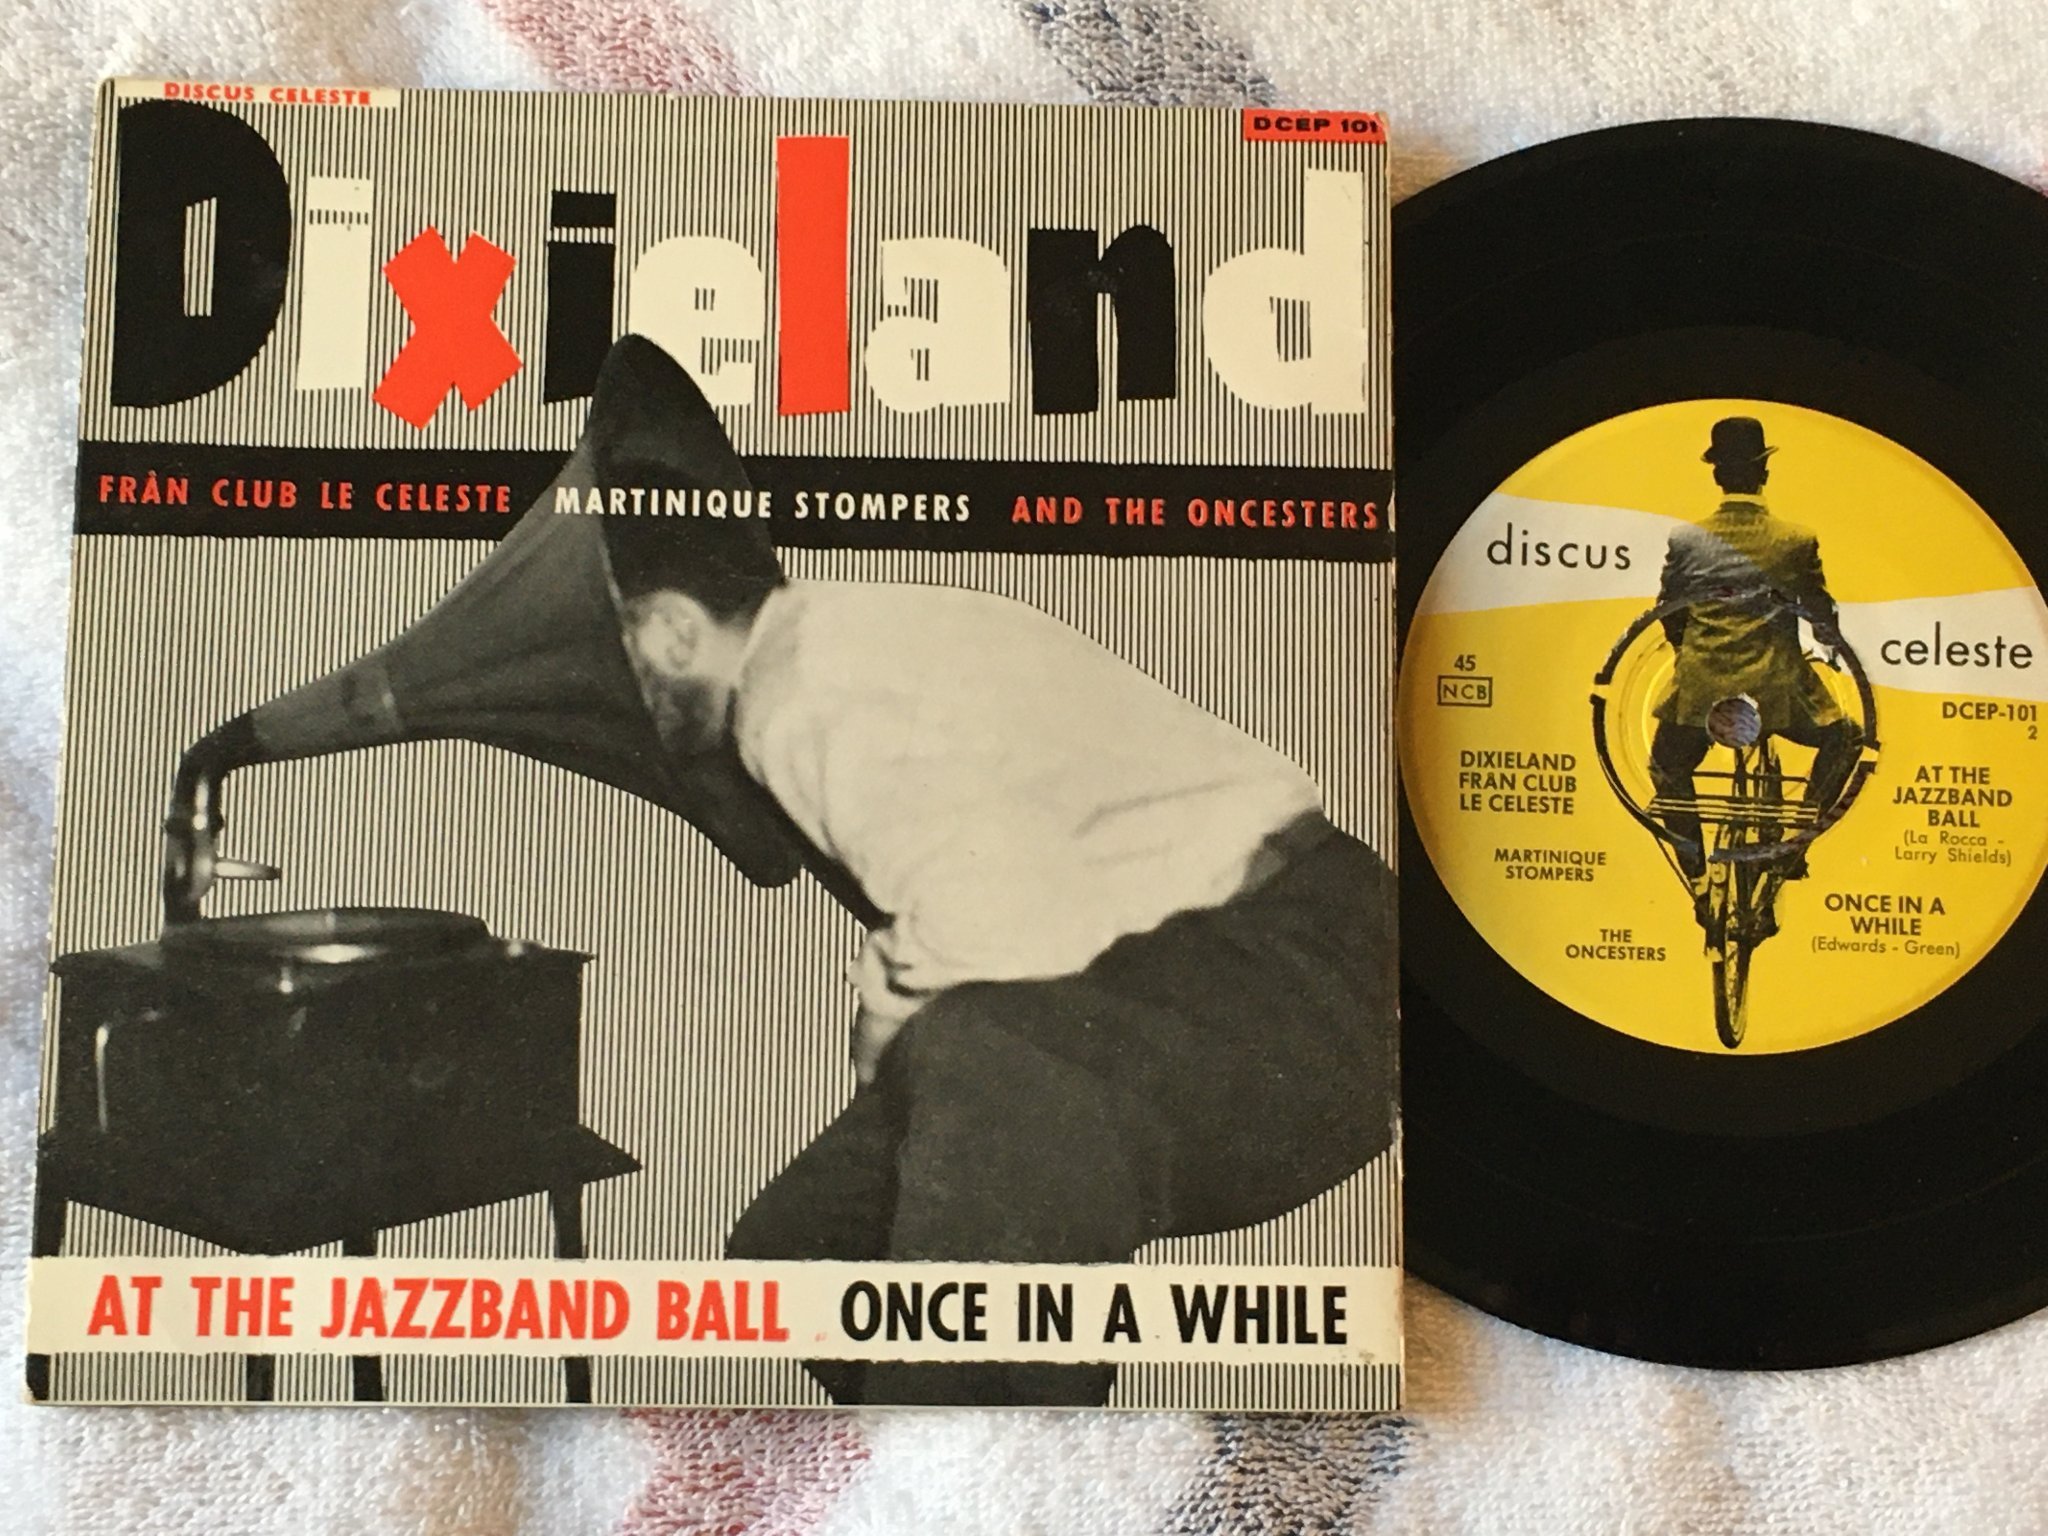 DISCUS CELESTE
DCEP 101
Dixieland
FRÅN CLUB LE CELESTE MARTINIQUE STOMPERS AND THE ONCESTERS
AT THE JAZZBAND BALL ONCE IN A WHILE
discus
celeste
45
NCB
DCEP-101
2
DIXIELAND
FRÅN CLUB
LE CELESTE
MARTINIQUE
STOMPERS
THE
ONCESTERS
AT THE
JAZZBAND
BALL
(La Rocca -
Larry Shields)
ONCE IN A
WHILE
(Edwards - Green)